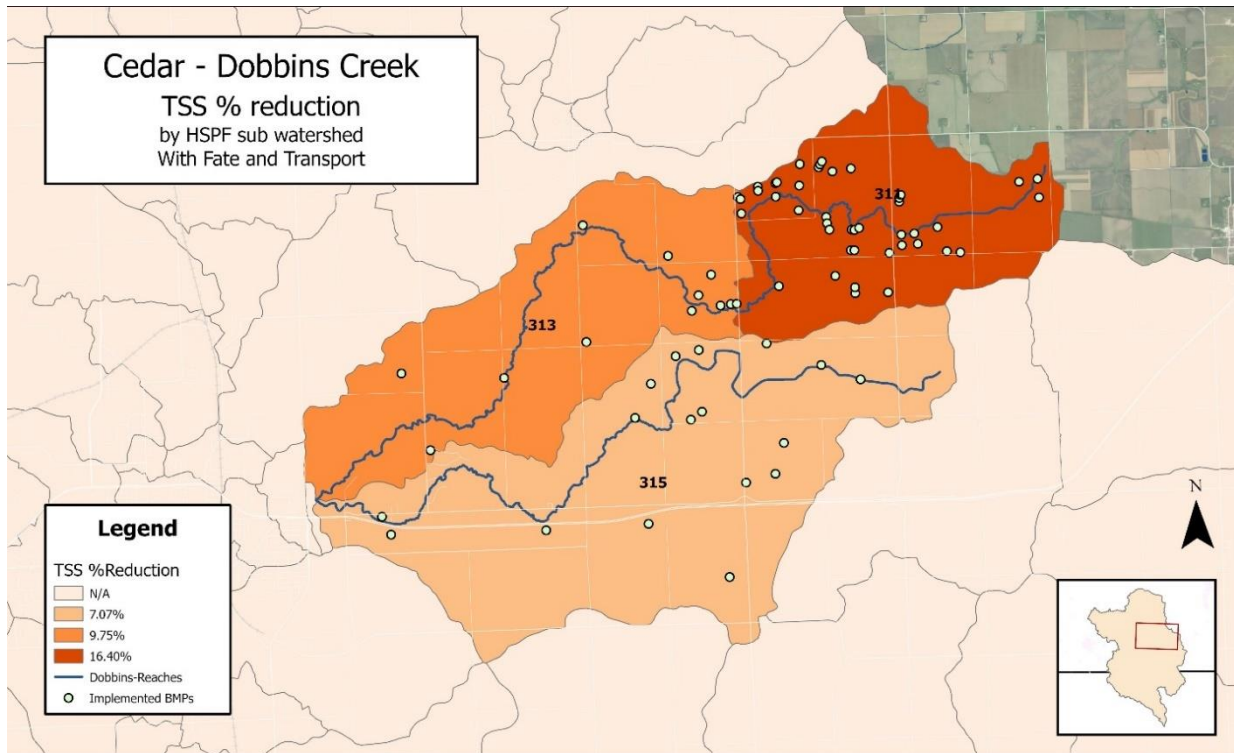 Cedar - Dobbins Creek
TSS % reduction
by HSPF sub watershed
With Fate and Transport
311
313
315
N
Legend
TSS %Reduction
N/A
7.07%
9.75%
16.40%
Dobbins-Reaches
Implemented BMPs